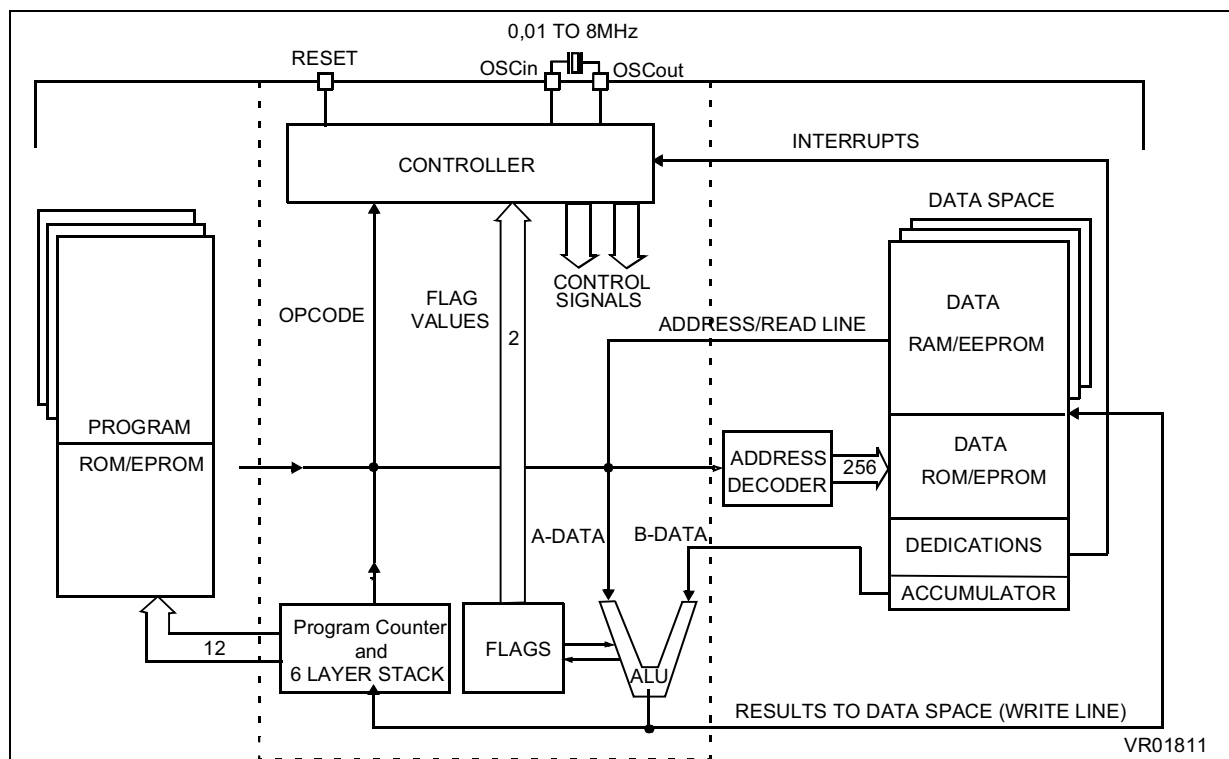 0,01 TO 8MHz
RESET
OSCin
OSCout
CONTROLLER
INTERRUPTS
DATA SPACE
OPCODE
FLAG
VALUES
2
CONTROL
SIGNALS
ADDRESS/READ LINE
DATA
RAM/EEPROM
PROGRAM
ROM/EPROM
ADDRESS
DECODER
256
DATA
ROM/EPROM
A-DATA
B-DATA
DEDICATIONS
ACCUMULATOR
12
Program Counter
and
6 LAYER STACK
FLAGS
ALU
RESULTS TO DATA SPACE (WRITE LINE)
VR01811